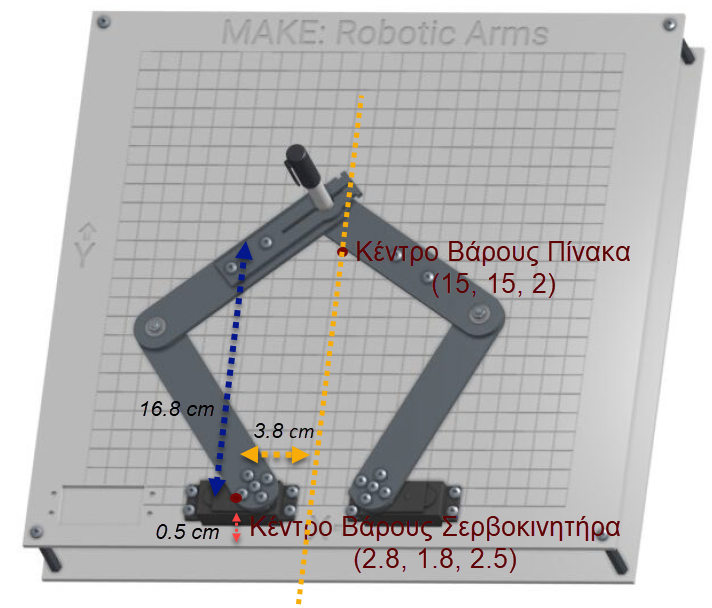 MAKE: Robotic Arms
Y
Κέντρο Βάρους Πίνακα
(15, 15, 2)
16.8 cm
3.8 cm
0.5 cm
Κέντρο Βάρους Σερβοκινητήρα
(2.8, 1.8, 2.5)